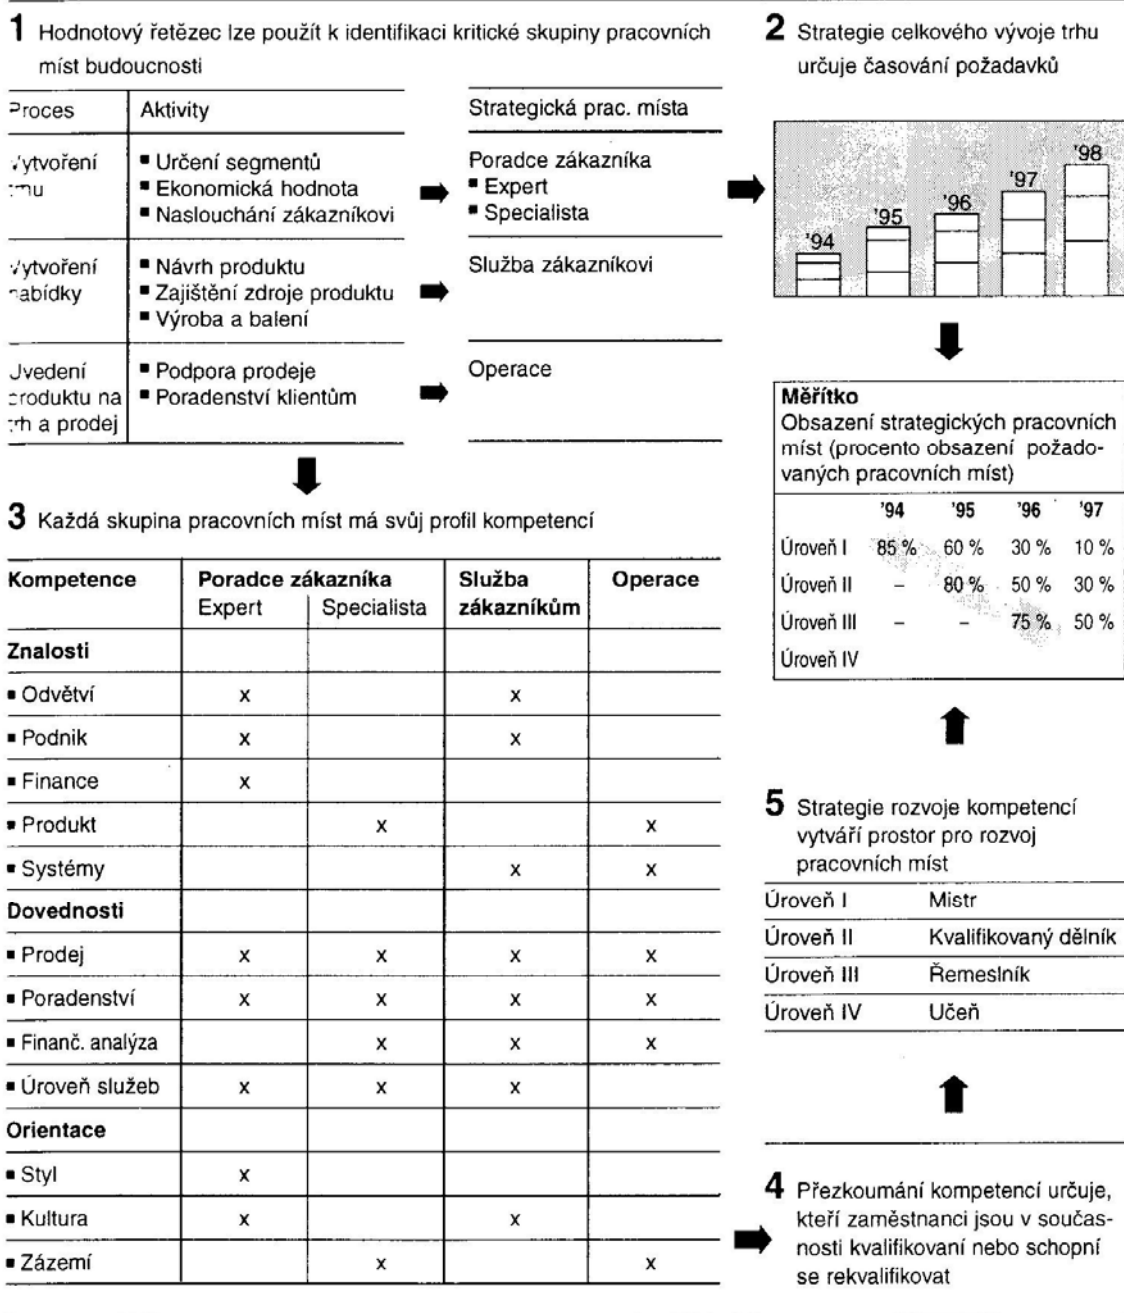 1 Hodnotový řetězec lze použít k identifikaci kritické skupiny pracovních
míst budoucnosti
Proces Aktivity Strategická prac. místa
Vytvoření
trhu
■ Určení segmentů
■ Ekonomická hodnota
■ Naslouchání zákazníkovi
Poradce zákazníka
■ Expert
■ Specialista
Vytvoření
nabídky
■ Návrh produktu
■ Zajištění zdroje produktu
■ Výroba a balení
Služba zákazníkovi
Uvedení
produktu na
trh a prodej
■ Podpora prodeje
■ Poradenství klientům
Operace
2 Strategie celkového vývoje trhu
určuje časování požadavků
'94 '95 '96 '97 '98
Měřítko
Obsazení strategických pracovních
míst (procento obsazení požado-
vaných pracovních míst)
'94 '95 '96 '97
Úroveň I 85 % 60 % 30 % 10 %
Úroveň II – 80 % 50 % 30 %
Úroveň III – – 75 % 50 %
Úroveň IV
3 Každá skupina pracovních míst má svůj profil kompetencí
Kompetence Poradce zákazníka Služba Operace
Expert Specialista zákazníkům
Znalosti
■ Odvětví x x
■ Podnik x x
■ Finance x
■ Produkt x x
■ Systémy x x
Dovednosti
■ Prodej x x x x
■ Poradenství x x x x
■ Finanč. analýza x x x
■ Úroveň služeb x x x
Orientace
■ Styl x
■ Kultura x x
■ Zázemí x x
5 Strategie rozvoje kompetencí
vytváří prostor pro rozvoj
pracovních míst
Úroveň I Mistr
Úroveň II Kvalifikovaný dělník
Úroveň III Řemeslník
Úroveň IV Učeň
4 Přezkoumání kompetencí určuje,
kteří zaměstnanci jsou v součas-
nosti kvalifikovaní nebo schopní
se rekvalifikovat